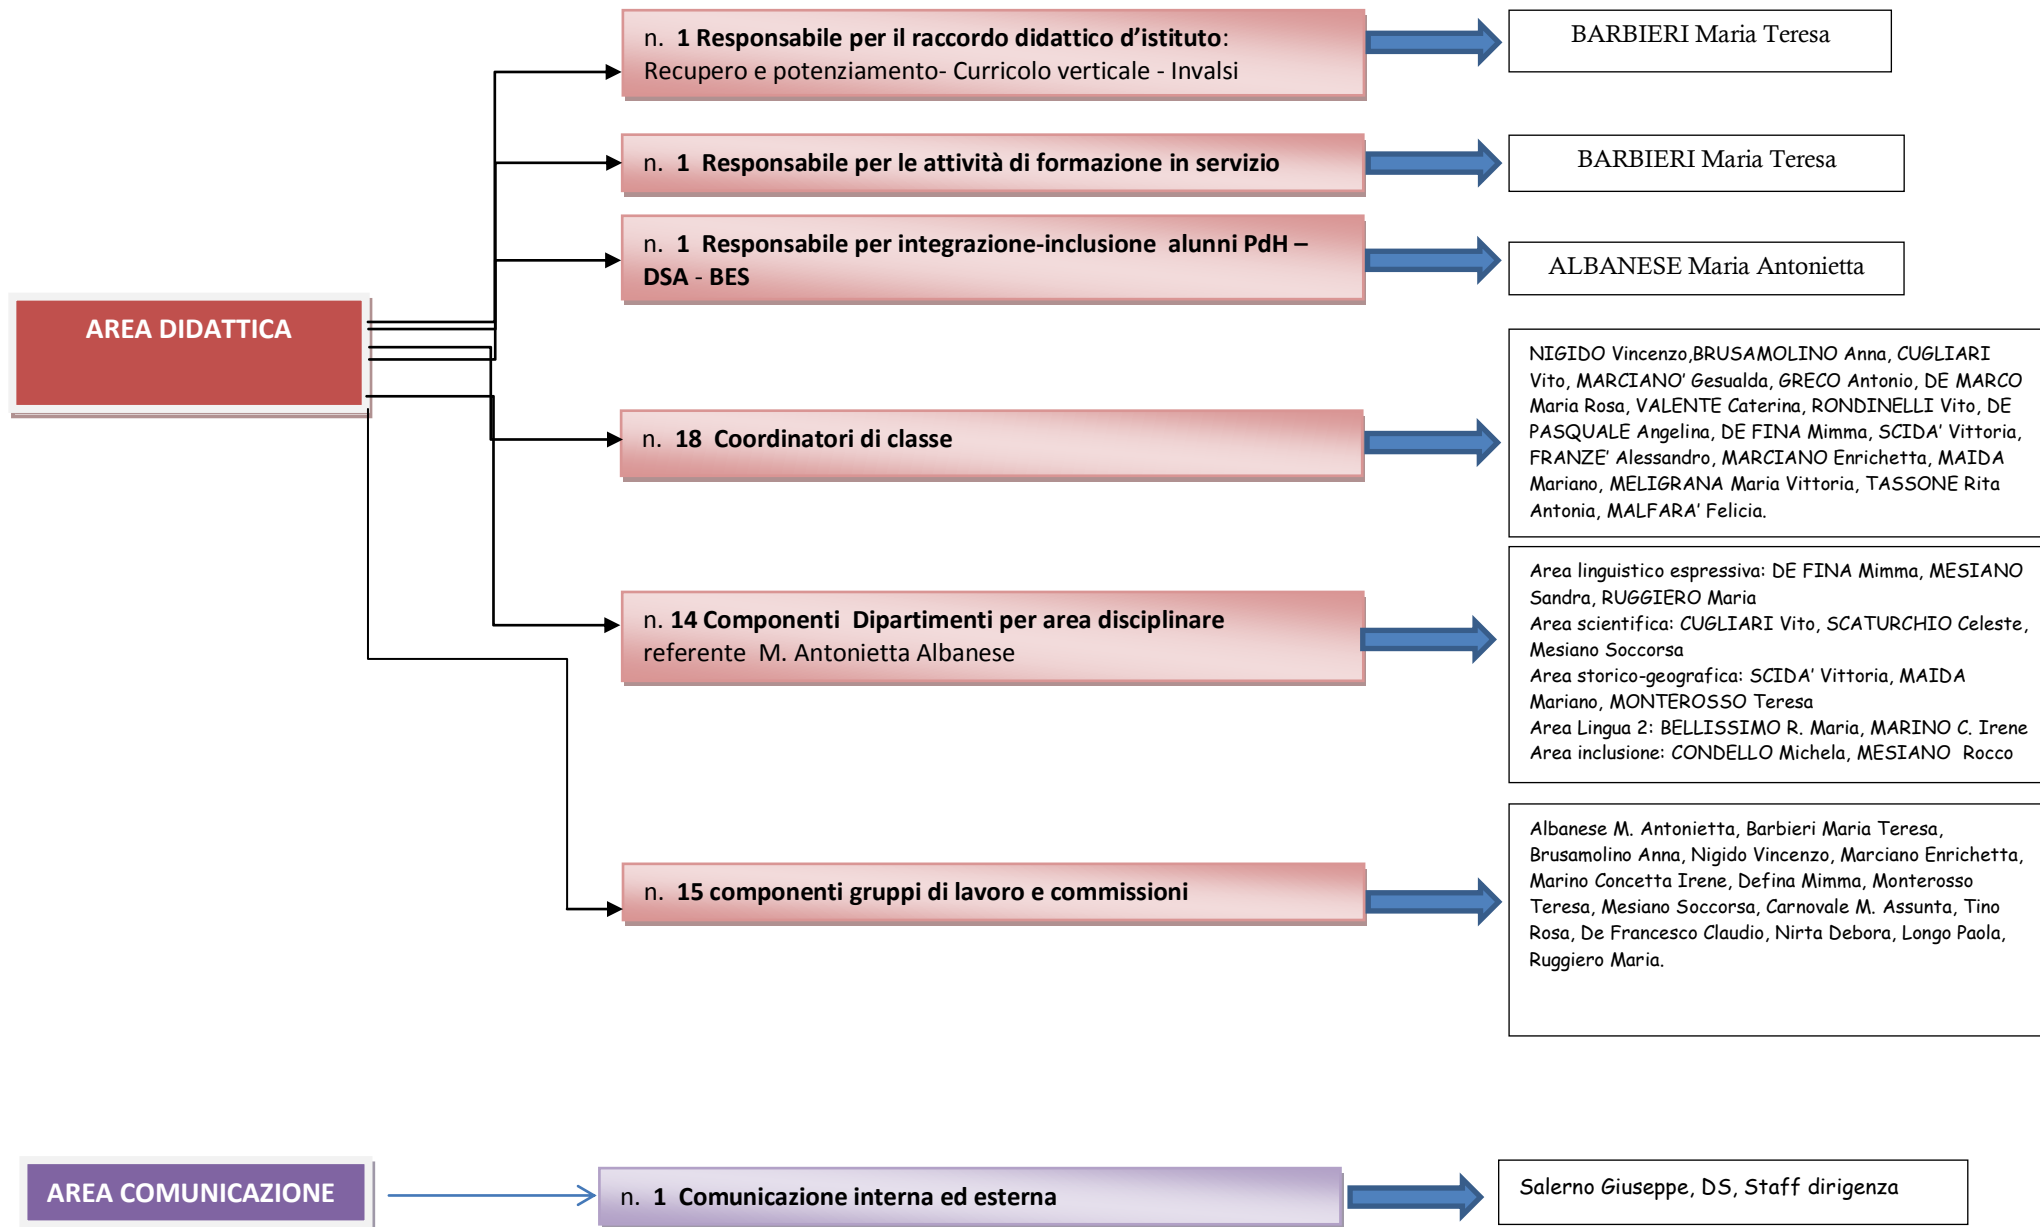 n. 1 Responsabile per il raccordo didattico d'istituto:
Recupero e potenziamento- Curricolo verticale - Invalsi
BARBIERI Maria Teresa
n. 1 Responsabile per le attività di formazione in servizio
BARBIERI Maria Teresa
n. 1 Responsabile per integrazione-inclusione alunni PdH –
DSA - BES
ALBANESE Maria Antonietta
AREA DIDATTICA
n. 18 Coordinatori di classe
NIGIDO Vincenzo,BRUSAMOLINO Anna, CUGLIARI
Vito, MARCIANO' Gesualda, GRECO Antonio, DE MARCO
Maria Rosa, VALENTE Caterina, RONDINELLI Vito, DE
PASQUALE Angelina, DE FINA Mimma, SCIDA' Vittoria,
FRANZE' Alessandro, MARCIANO Enrichetta, MAIDA
Mariano, MELIGRANA Maria Vittoria, TASSONE Rita
Antonia, MALFARA' Felicia.
n. 14 Componenti Dipartimenti per area disciplinare
referente M. Antonietta Albanese
Area linguistico espressiva: DE FINA Mimma, MESIANO
Sandra, RUGGIERO Maria
Area scientifica: CUGLIARI Vito, SCATURCHIO Celeste,
Mesiano Soccorsa
Area storico-geografica: SCIDA' Vittoria, MAIDA
Mariano, MONTEROSSO Teresa
Area Lingua 2: BELLISSIMO R. Maria, MARINO C. Irene
Area inclusione: CONDELLO Michela, MESIANO Rocco
n. 15 componenti gruppi di lavoro e commissioni
Albanese M. Antonietta, Barbieri Maria Teresa,
Brusamolino Anna, Nigido Vincenzo, Marciano Enrichetta,
Marino Concetta Irene, Defina Mimma, Monterosso
Teresa, Mesiano Soccorsa, Carnovale M. Assunta, Tino
Rosa, De Francesco Claudio, Nirta Debora, Longo Paola,
Ruggiero Maria.
AREA COMUNICAZIONE
n. 1 Comunicazione interna ed esterna
Salerno Giuseppe, DS, Staff dirigenza